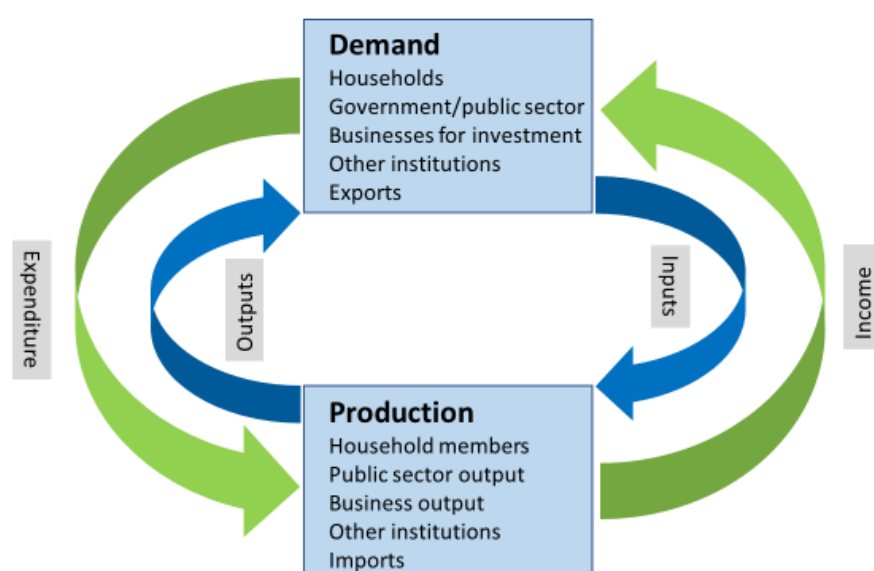 Demand
Households
Government/public sector
Businesses for investment
Other institutions
Exports
Expenditure
Outputs
Inputs
Income
Production
Household members
Public sector output
Business output
Other institutions
Imports